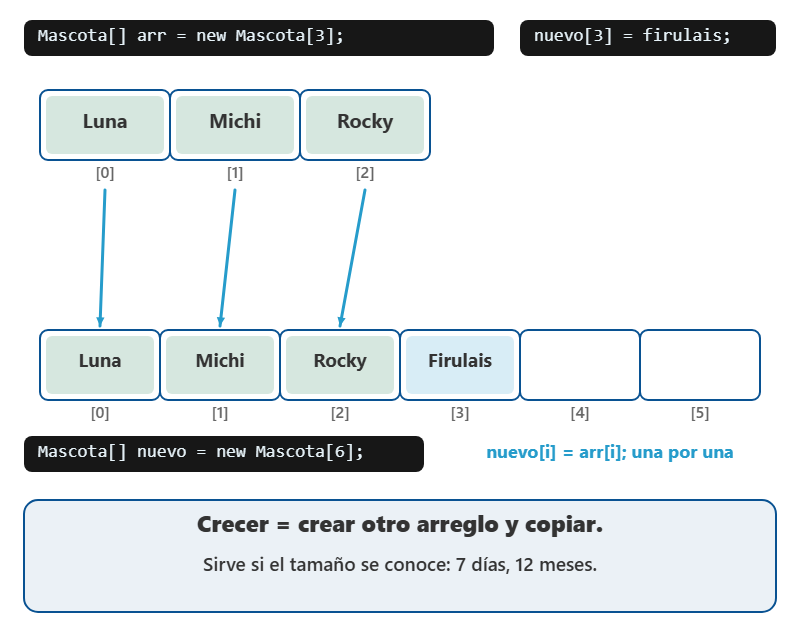 Mascota[] arr = new Mascota[3];
nuevo[3] = firulais;
Luna Michi Rocky
[0] [1] [2]
Luna Michi Rocky Firulais
[0] [1] [2] [3] [4] [5]
Mascota[] nuevo = new Mascota[6];
nuevo[i] = arr[i]; una por una
Crecer = crear otro arreglo y copiar.
Sirve si el tamaño se conoce: 7 días, 12 meses.